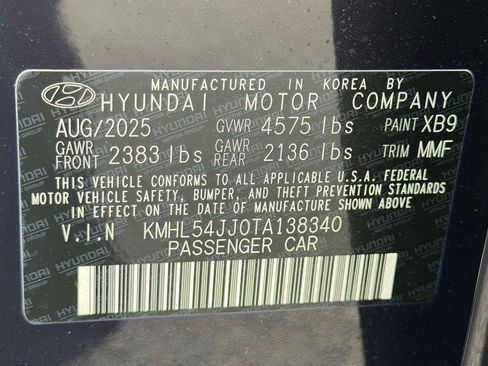 MANUFACTURED IN KOREA BY
HYUNDAI MOTOR COMPANY
AUG/2025 GVWR 4575 lbs PAINT XB9
GAWR FRONT 2383 lbs GAWR REAR 2136 lbs TRIM MMF
THIS VEHICLE CONFORMS TO ALL APPLICABLE U.S.A FEDERAL
MOTOR VEHICLE SAFETY, BUMPER, AND THEFT PREVENTION STANDARDS
IN EFFECT ON THE DATE OF MANUFACTURE SHOWN ABOVE.
V.I.N KMHL54JJ0TA138340
PASSENGER CAR